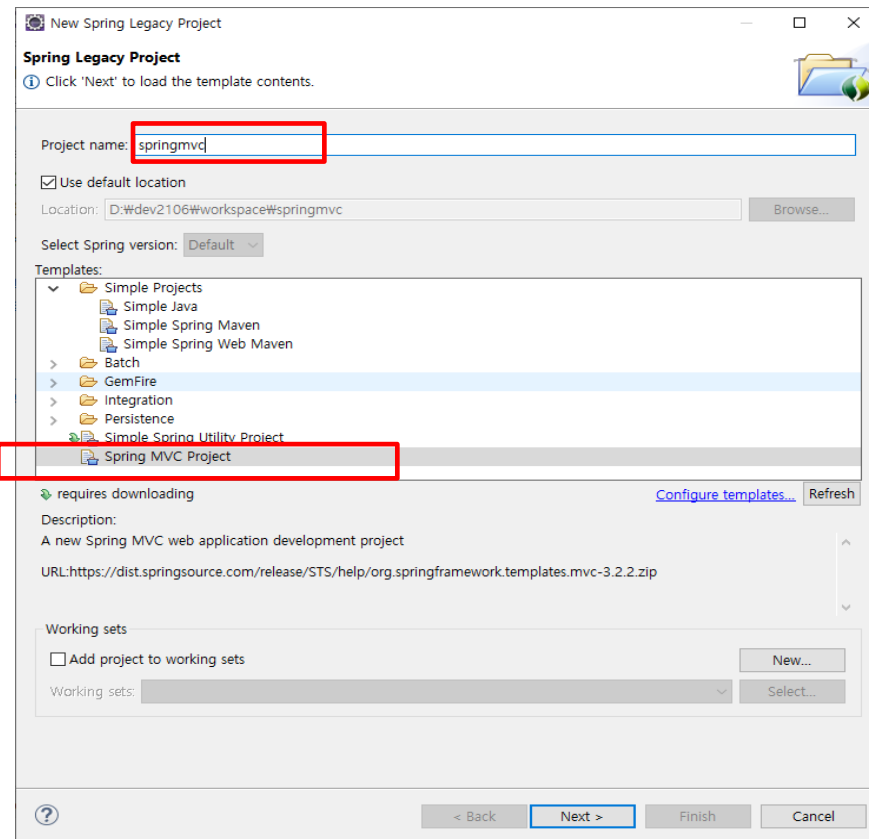 New Spring Legacy Project
Spring Legacy Project
Click 'Next' to load the template contents.
Project name: springmvc
Use default location
Location: D:₩dev2106₩workspace₩springmvc Browse...
Select Spring version: Default
Templates:
Simple Projects
Simple Java
Simple Spring Maven
Simple Spring Web Maven
Batch
GemFire
Integration
Persistence
Simple Spring Utility Project
Spring MVC Project
requires downloading Configure templates... Refresh
Description:
A new Spring MVC web application development project
URL:https://dist.springsource.com/release/STS/help/org.springframework.templates.mvc-3.2.2.zip
Working sets
Add project to working sets New...
Working sets: Select...
? < Back Next > Finish Cancel